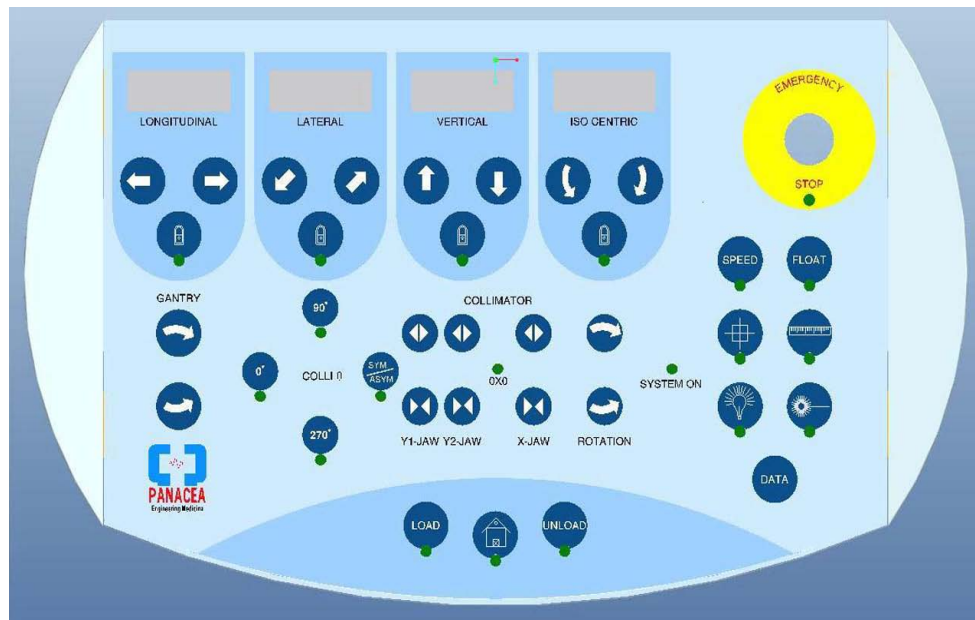 LONGITUDINAL
LATERAL
VERTICAL
ISO CENTRIC
EMERGENCY
STOP
SPEED
FLOAT
GANTRY
90°
COLLIMATOR
0°
COLLI θ
SYM
ASYM
0X0
SYSTEM ON
270°
Y1-JAW
Y2-JAW
X-JAW
ROTATION
PANACEA
Engineering Medicine
DATA
LOAD
UNLOAD